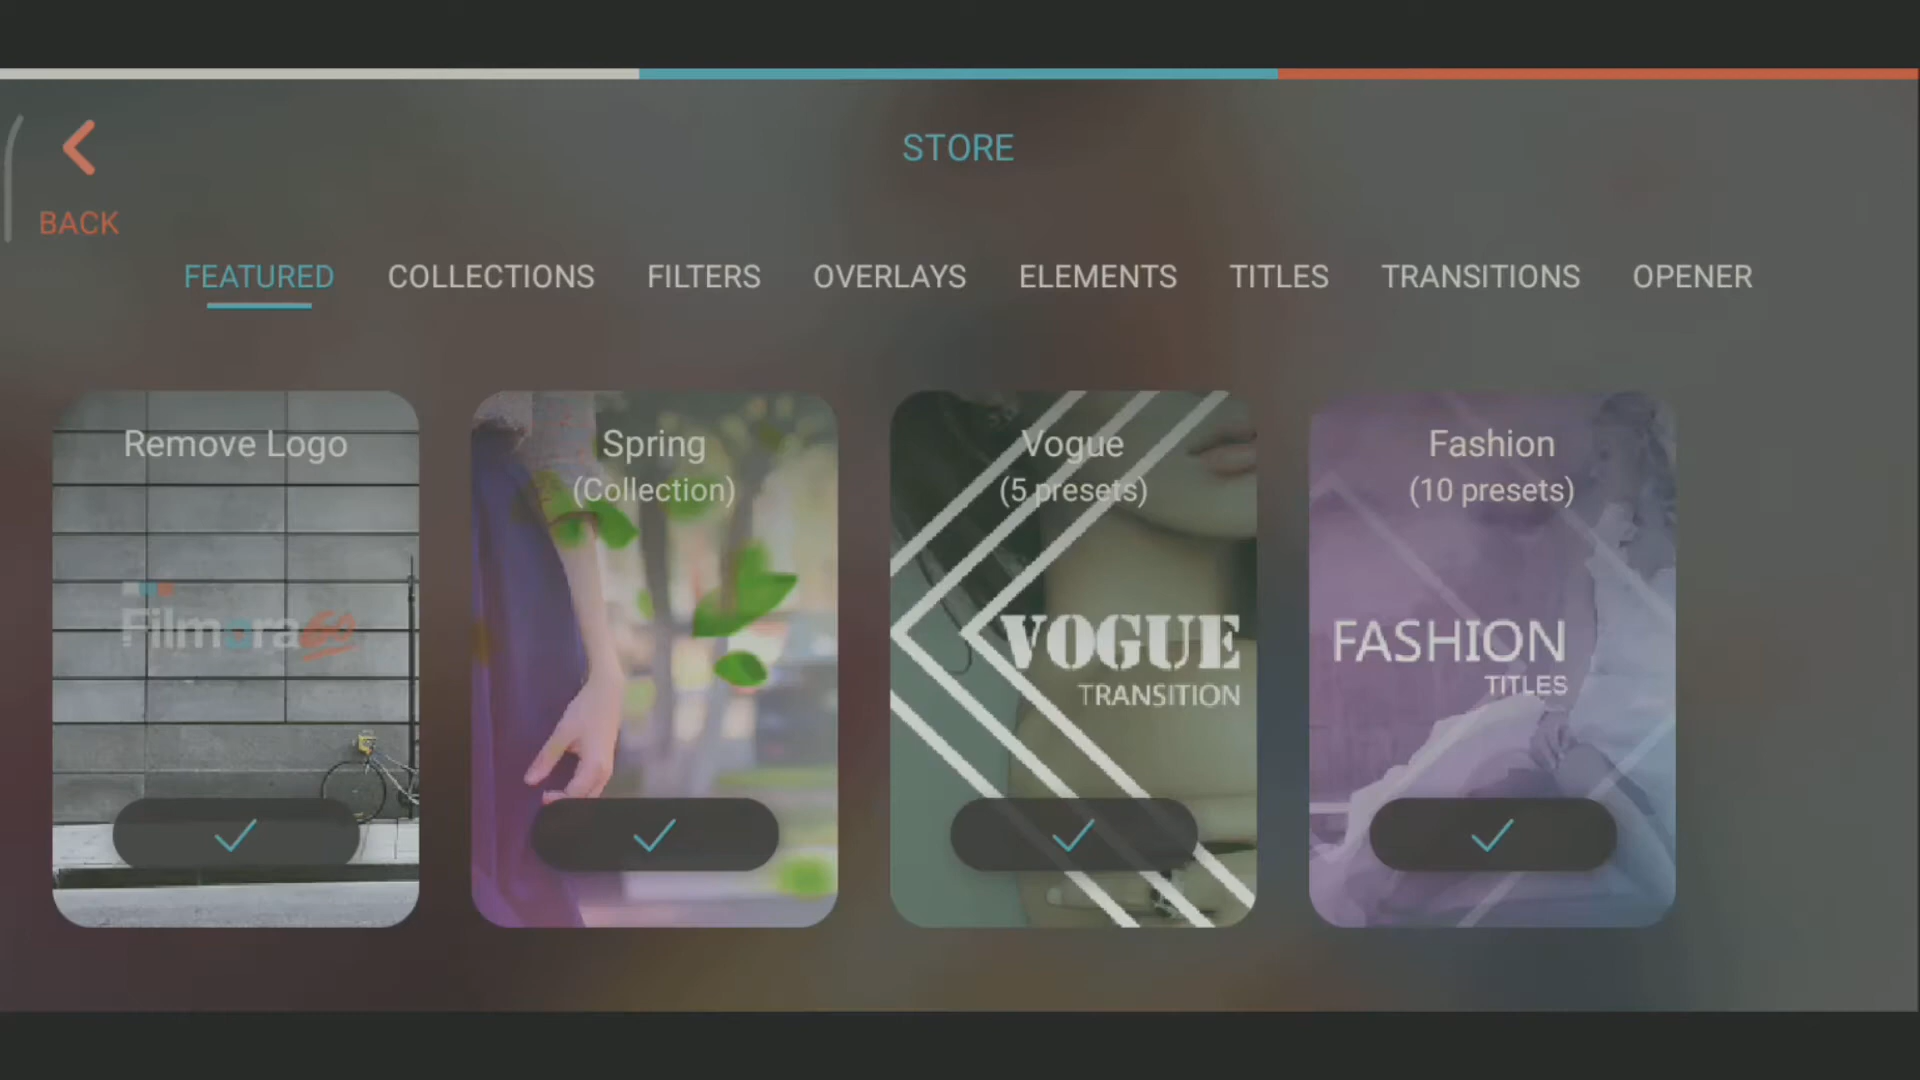 STORE
BACK
FEATURED COLLECTIONS FILTERS OVERLAYS ELEMENTS TITLES TRANSITIONS OPENER
Remove Logo
Filmora GO
Spring
(Collection)
Vogue
(5 presets)
VOGUE
TRANSITION
Fashion
(10 presets)
FASHION
TITLES